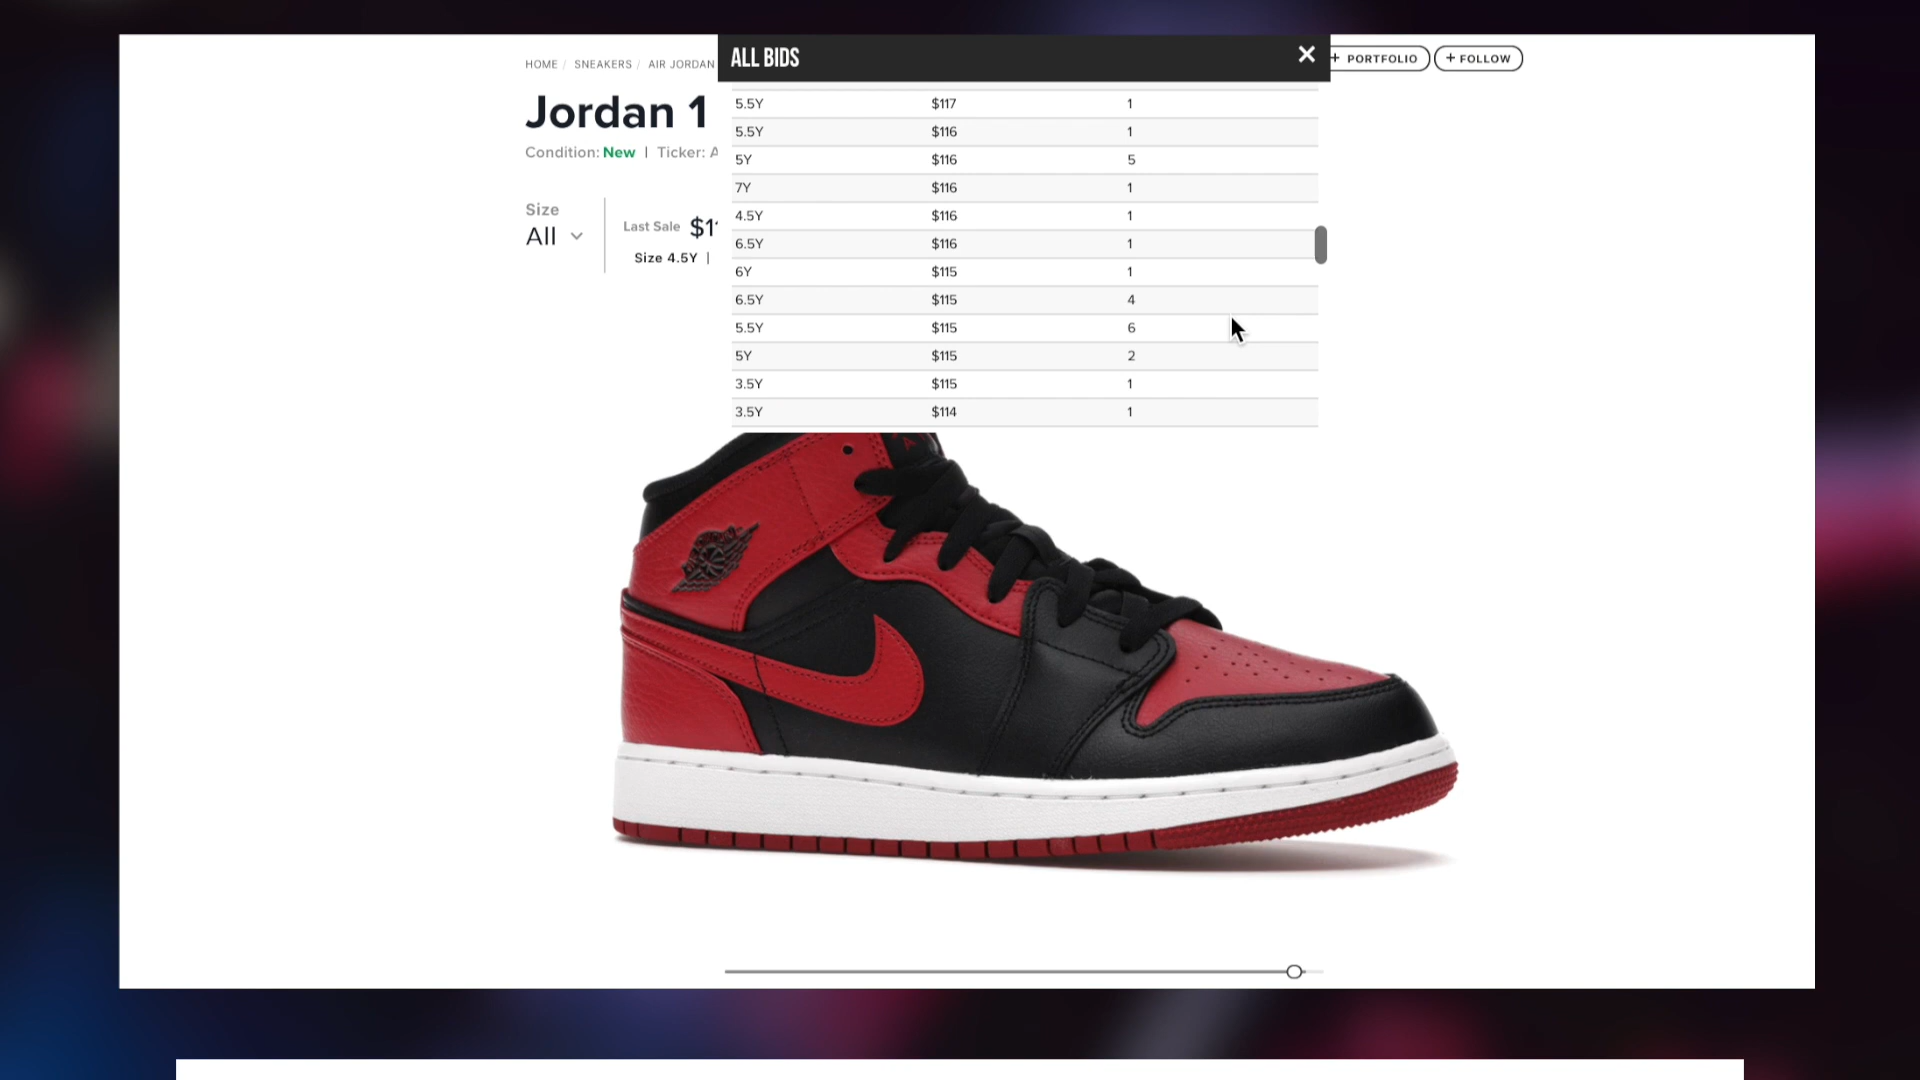 HOME / SNEAKERS / AIR JORDAN
ALL BIDS
+ PORTFOLIO
+ FOLLOW
Jordan 1
Condition: New | Ticker:
Size
All
Last Sale
Size 4.5Y |
5.5Y $117 1
5.5Y $116 1
5Y $116 5
7Y $116 1
4.5Y $116 1
6.5Y $116 1
6Y $115 1
6.5Y $115 4
5.5Y $115 6
5Y $115 2
3.5Y $115 1
3.5Y $114 1